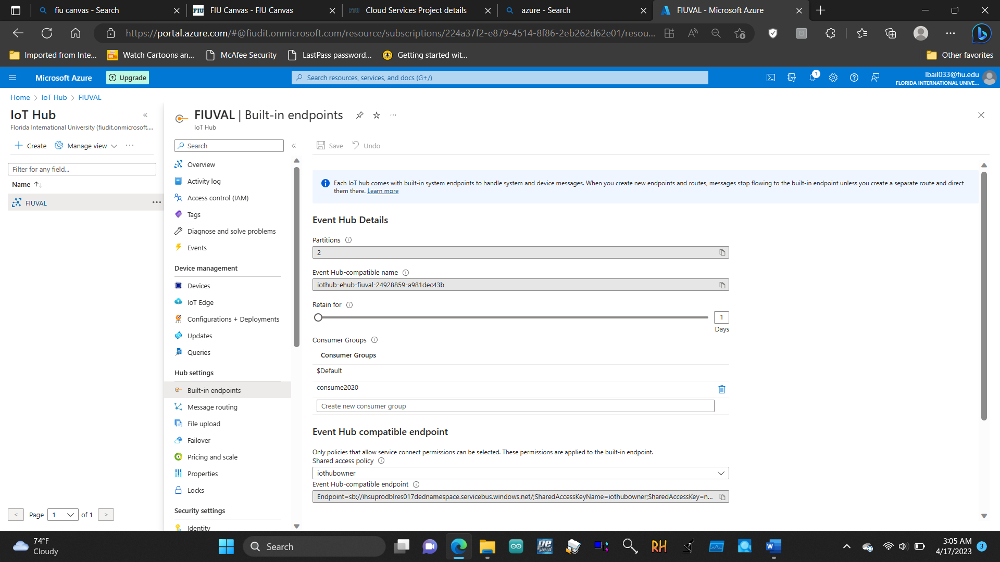 fiu canvas - Search
FIU Canvas - FIU Canvas
Cloud Services Project details
azure - Search
FIUVAL - Microsoft Azure
https://portal.azure.com/#@fiudit.onmicrosoft.com/resource/subscriptions/224a37f2-e879-4514-8f86-2eb262d62e01/resou...
Imported from Inte...
Watch Cartoons an...
McAfee Security
LastPass password...
Getting started wit...
Other favorites
Microsoft Azure
Upgrade
Search resources, services, and docs (G+/)
1
lbail033@fiu.edu
FLORIDA INTERNATIONAL UNIVE...
Home > IoT Hub > FIUVAL
IoT Hub
Florida International University (fiudit.onmicrosoft....
Create
Manage view
Filter for any field...
Name
FIUVAL
Page 1 of 1
FIUVAL | Built-in endpoints
IoT Hub
Search
Overview
Activity log
Access control (IAM)
Tags
Diagnose and solve problems
Events
Device management
Devices
IoT Edge
Configurations + Deployments
Updates
Queries
Hub settings
Built-in endpoints
Message routing
File upload
Failover
Pricing and scale
Properties
Locks
Security settings
Identity
Save
Undo
Each IoT hub comes with built-in system endpoints to handle system and device messages. When you create new endpoints and routes, messages stop flowing to the built-in endpoint unless you create a separate route and direct
them there. Learn more
Event Hub Details
Partitions
2
Event Hub-compatible name
iothub-ehub-fiuval-24928859-a981dec43b
Retain for
1
Days
Consumer Groups
Consumer Groups
$Default
consume2020
Create new consumer group
Event Hub compatible endpoint
Only policies that allow service connect permissions can be selected. These permissions are applied to the built-in endpoint.
Shared access policy
iothubowner
Event Hub-compatible endpoint
Endpoint=sb://ihsuprodblres017dednamespace.servicebus.windows.net/;SharedAccessKeyName=iothubowner;SharedAccessKey=n...
74°F
Cloudy
Search
RH
3:05 AM
4/17/2023
3